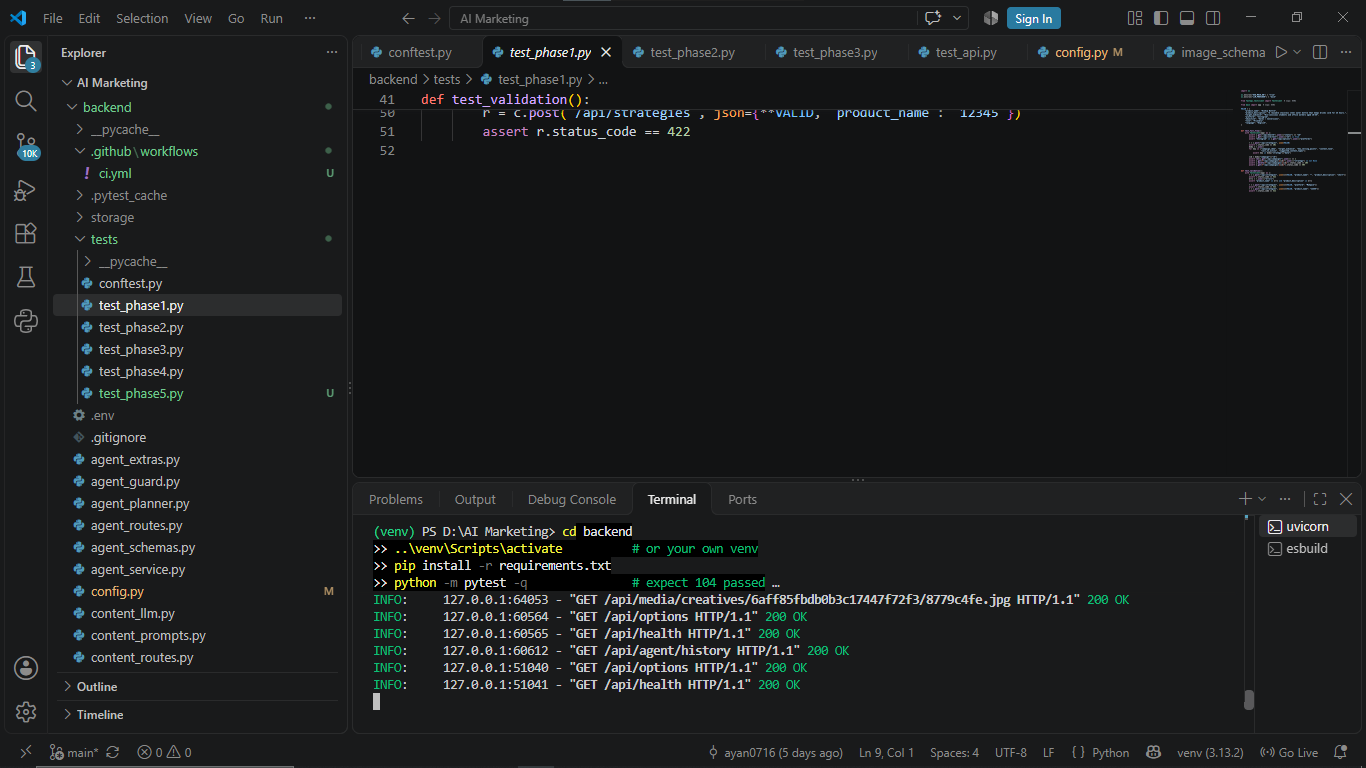 File Edit Selection View Go Run ··· AI Marketing Sign In
Explorer ···
AI Marketing
backend
__pycache__
.github\workflows
ci.yml U
.pytest_cache
storage
tests
__pycache__
conftest.py
test_phase1.py
test_phase2.py
test_phase3.py
test_phase4.py
test_phase5.py U
.env
.gitignore
agent_extras.py
agent_guard.py
agent_planner.py
agent_routes.py
agent_schemas.py
agent_service.py
config.py M
content_llm.py
content_prompts.py
content_routes.py
Outline
Timeline
3
10K
conftest.py test_phase1.py test_phase2.py test_phase3.py test_api.py config.py M image_schema
backend > tests > test_phase1.py > ...
41 def test_validation():
50 r = c.post("/api/strategies", json={**VALID, "product_name": "12345"})
51 assert r.status_code == 422
52
Problems Output Debug Console Terminal Ports
(venv) PS D:\AI Marketing> cd backend
>> ..\venv\Scripts\activate # or your own venv
>> pip install -r requirements.txt
>> python -m pytest -q # expect 104 passed …
INFO: 127.0.0.1:64053 - "GET /api/media/creatives/6aff85fbdb0b3c17447f72f3/8779c4fe.jpg HTTP/1.1" 200 OK
INFO: 127.0.0.1:60564 - "GET /api/options HTTP/1.1" 200 OK
INFO: 127.0.0.1:60565 - "GET /api/health HTTP/1.1" 200 OK
INFO: 127.0.0.1:60612 - "GET /api/agent/history HTTP/1.1" 200 OK
INFO: 127.0.0.1:51040 - "GET /api/options HTTP/1.1" 200 OK
INFO: 127.0.0.1:51041 - "GET /api/health HTTP/1.1" 200 OK
uvicorn
esbuild
main* 0 0 ayan0716 (5 days ago) Ln 9, Col 1 Spaces: 4 UTF-8 LF { } Python venv (3.13.2) Go Live